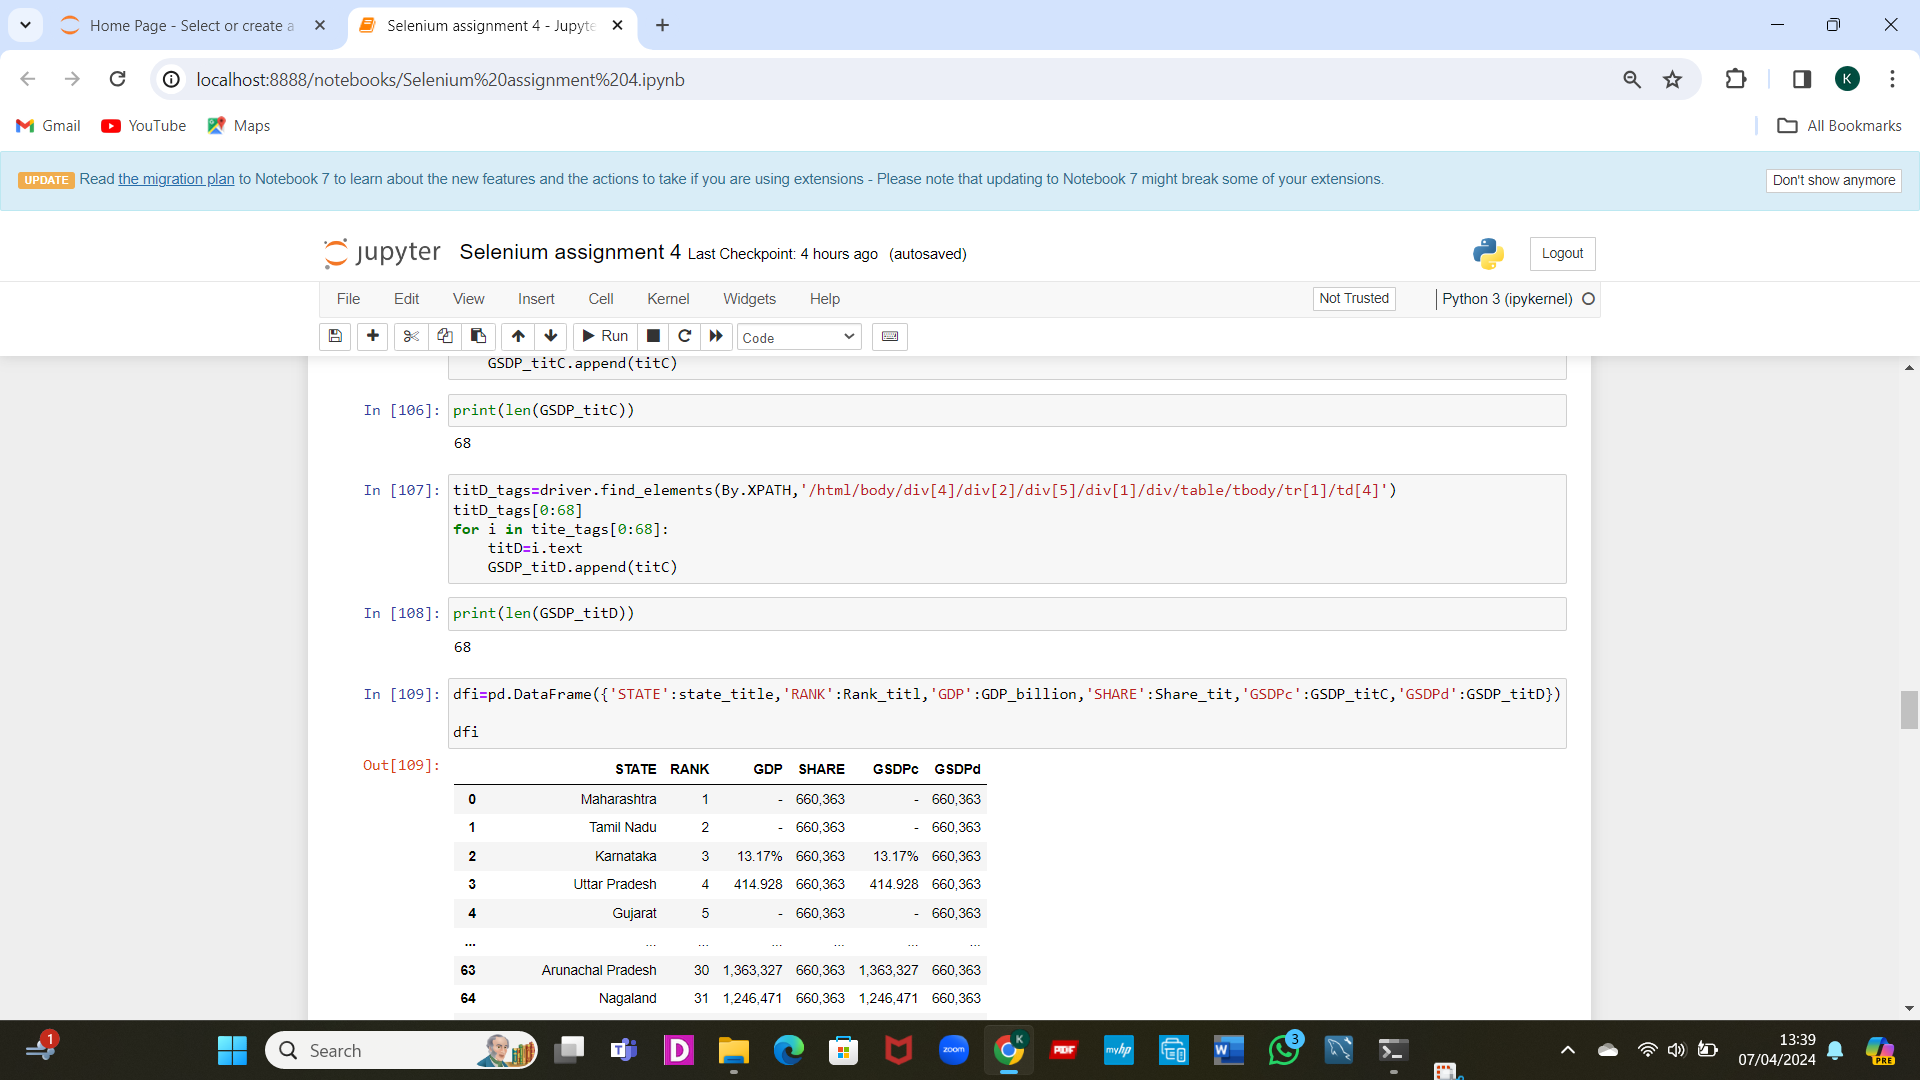 Home Page - Select or create a
Selenium assignment 4 - Jupyte
localhost:8888/notebooks/Selenium%20assignment%204.ipynb
K
Gmail
YouTube
Maps
All Bookmarks
UPDATE Read the migration plan to Notebook 7 to learn about the new features and the actions to take if you are using extensions - Please note that updating to Notebook 7 might break some of your extensions.
Don't show anymore
jupyter Selenium assignment 4 Last Checkpoint: 4 hours ago (autosaved)
Logout
File Edit View Insert Cell Kernel Widgets Help
Not Trusted
Python 3 (ipykernel)
Run
Code
GSDP_titC.append(titC)
In [106]: print(len(GSDP_titC))
68
In [107]: titD_tags=driver.find_elements(By.XPATH,'/html/body/div[4]/div[2]/div[5]/div[1]/div/table/tbody/tr[1]/td[4]')
titD_tags[0:68]
for i in tite_tags[0:68]:
titD=i.text
GSDP_titD.append(titC)
In [108]: print(len(GSDP_titD))
68
In [109]: dfi=pd.DataFrame({'STATE':state_title,'RANK':Rank_titl,'GDP':GDP_billion,'SHARE':Share_tit,'GSDPc':GSDP_titC,'GSDPd':GSDP_titD})
dfi
Out[109]:
STATE RANK GDP SHARE GSDPc GSDPd
0 Maharashtra 1 - 660,363 - 660,363
1 Tamil Nadu 2 - 660,363 - 660,363
2 Karnataka 3 13.17% 660,363 13.17% 660,363
3 Uttar Pradesh 4 414.928 660,363 414.928 660,363
4 Gujarat 5 - 660,363 - 660,363
... ... ... ... ... ... ...
63 Arunachal Pradesh 30 1,363,327 660,363 1,363,327 660,363
64 Nagaland 31 1,246,471 660,363 1,246,471 660,363
1
Search
D
zoom
K
PDF
myhp
W
3
13:39
07/04/2024
PRE